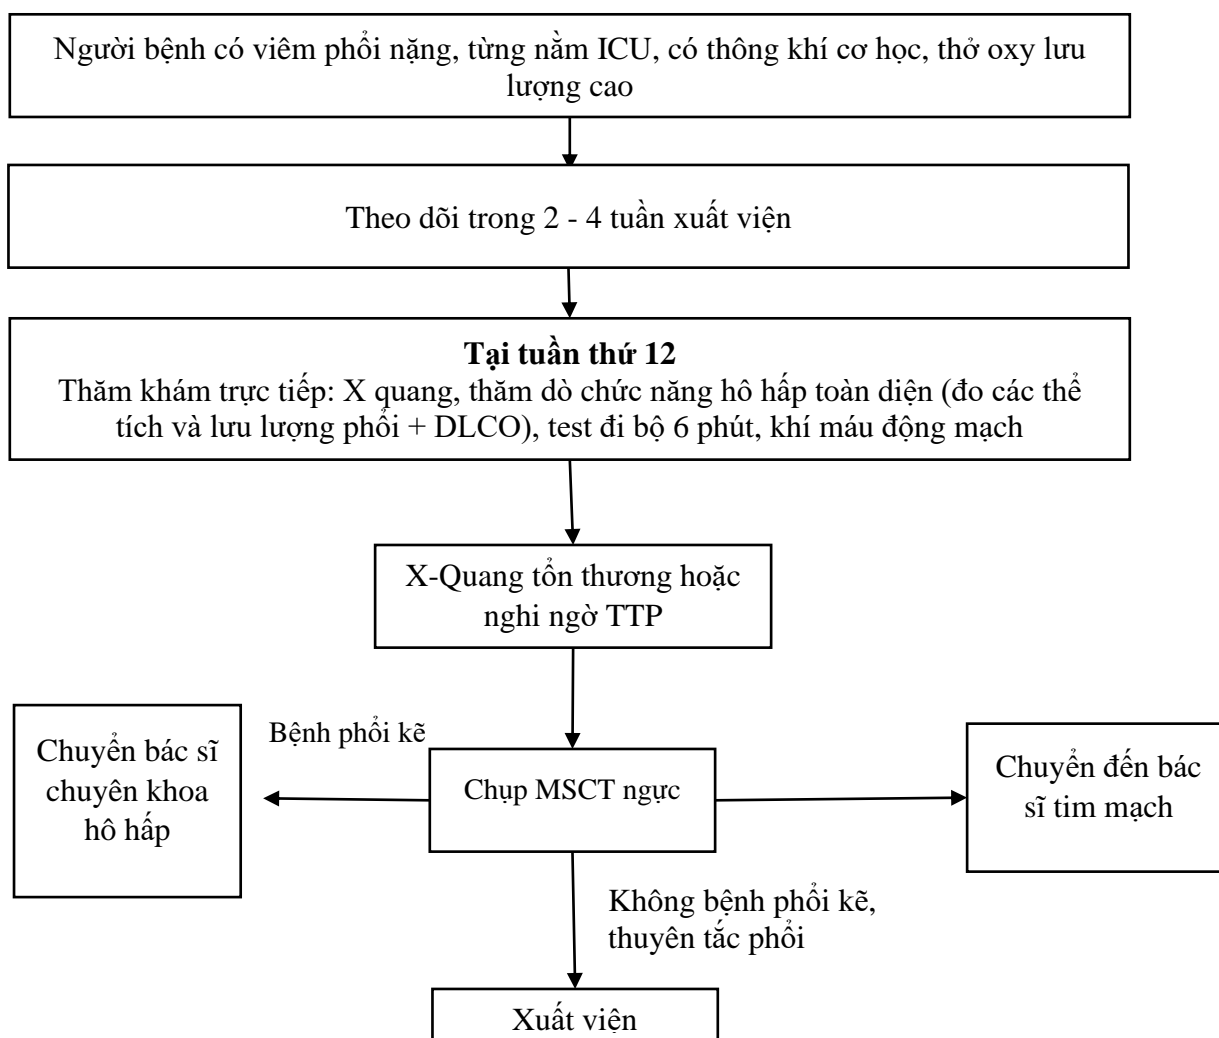 Người bệnh có viêm phổi nặng, từng nằm ICU, có thông khí cơ học, thở oxy lưu
lượng cao
Theo dõi trong 2 - 4 tuần xuất viện
Tại tuần thứ 12
Thăm khám trực tiếp: X quang, thăm dò chức năng hô hấp toàn diện (đo các thể
tích và lưu lượng phổi + DLCO), test đi bộ 6 phút, khí máu động mạch
X-Quang tổn thương hoặc
nghi ngờ TTP
Chuyển bác sĩ
chuyên khoa
hô hấp
Bệnh phổi kẽ
Chụp MSCT ngực
Chuyển đến bác
sĩ tim mạch
Không bệnh phổi kẽ,
thuyên tắc phổi
Xuất viện